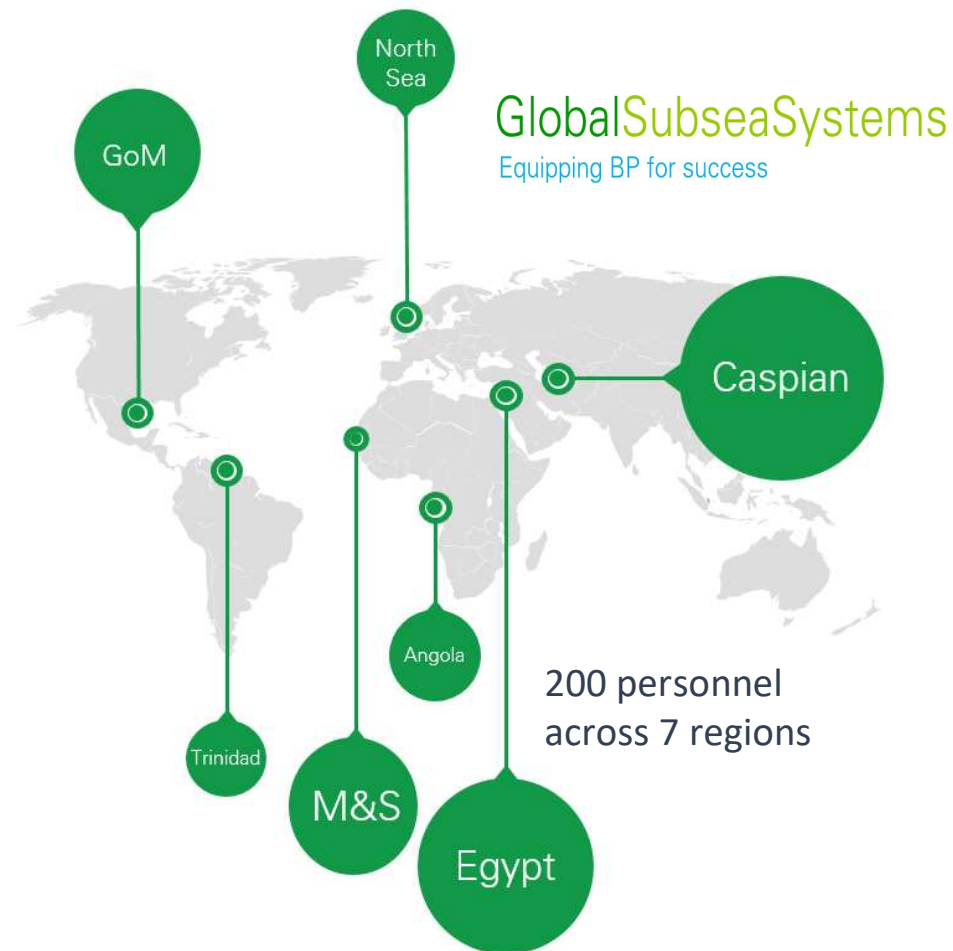 North
Sea
GlobalSubseaSystems
Equipping BP for success
GoM
Caspian
Angola
200 personnel
across 7 regions
Trinidad
M&S
Egypt